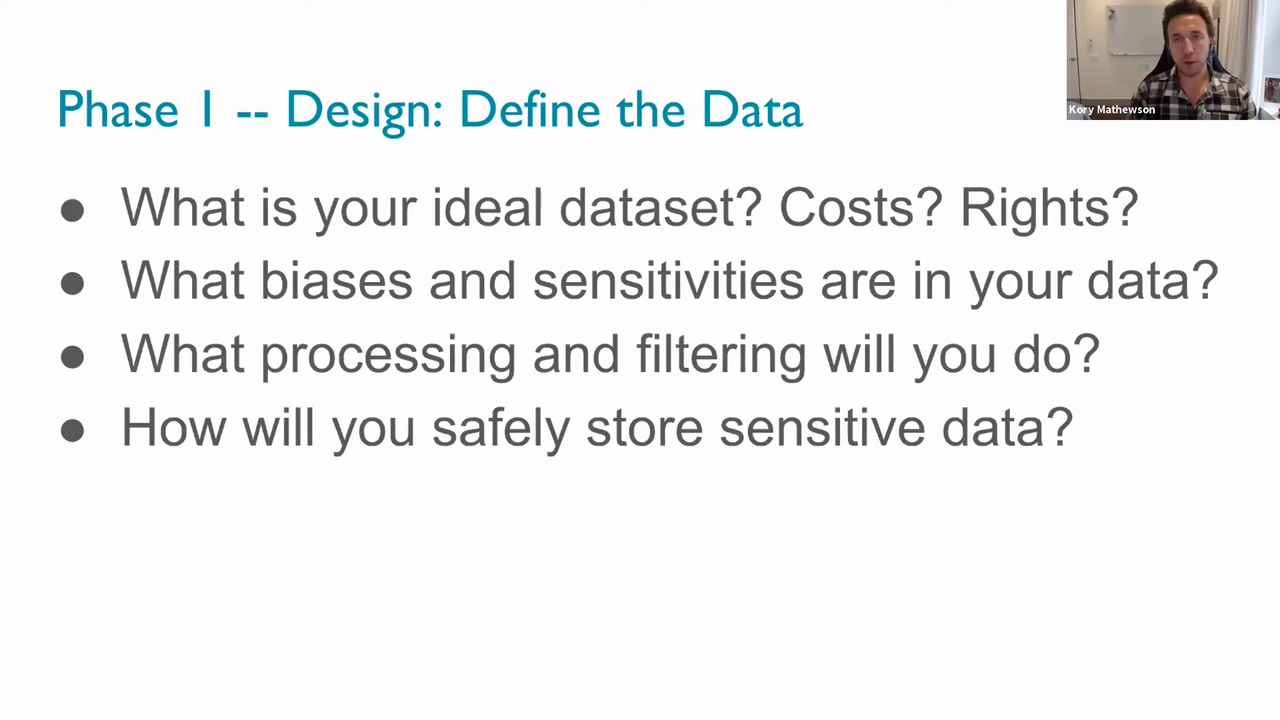 Kory Mathewson
Phase 1 -- Design: Define the Data
● What is your ideal dataset? Costs? Rights?
● What biases and sensitivities are in your data?
● What processing and filtering will you do?
● How will you safely store sensitive data?